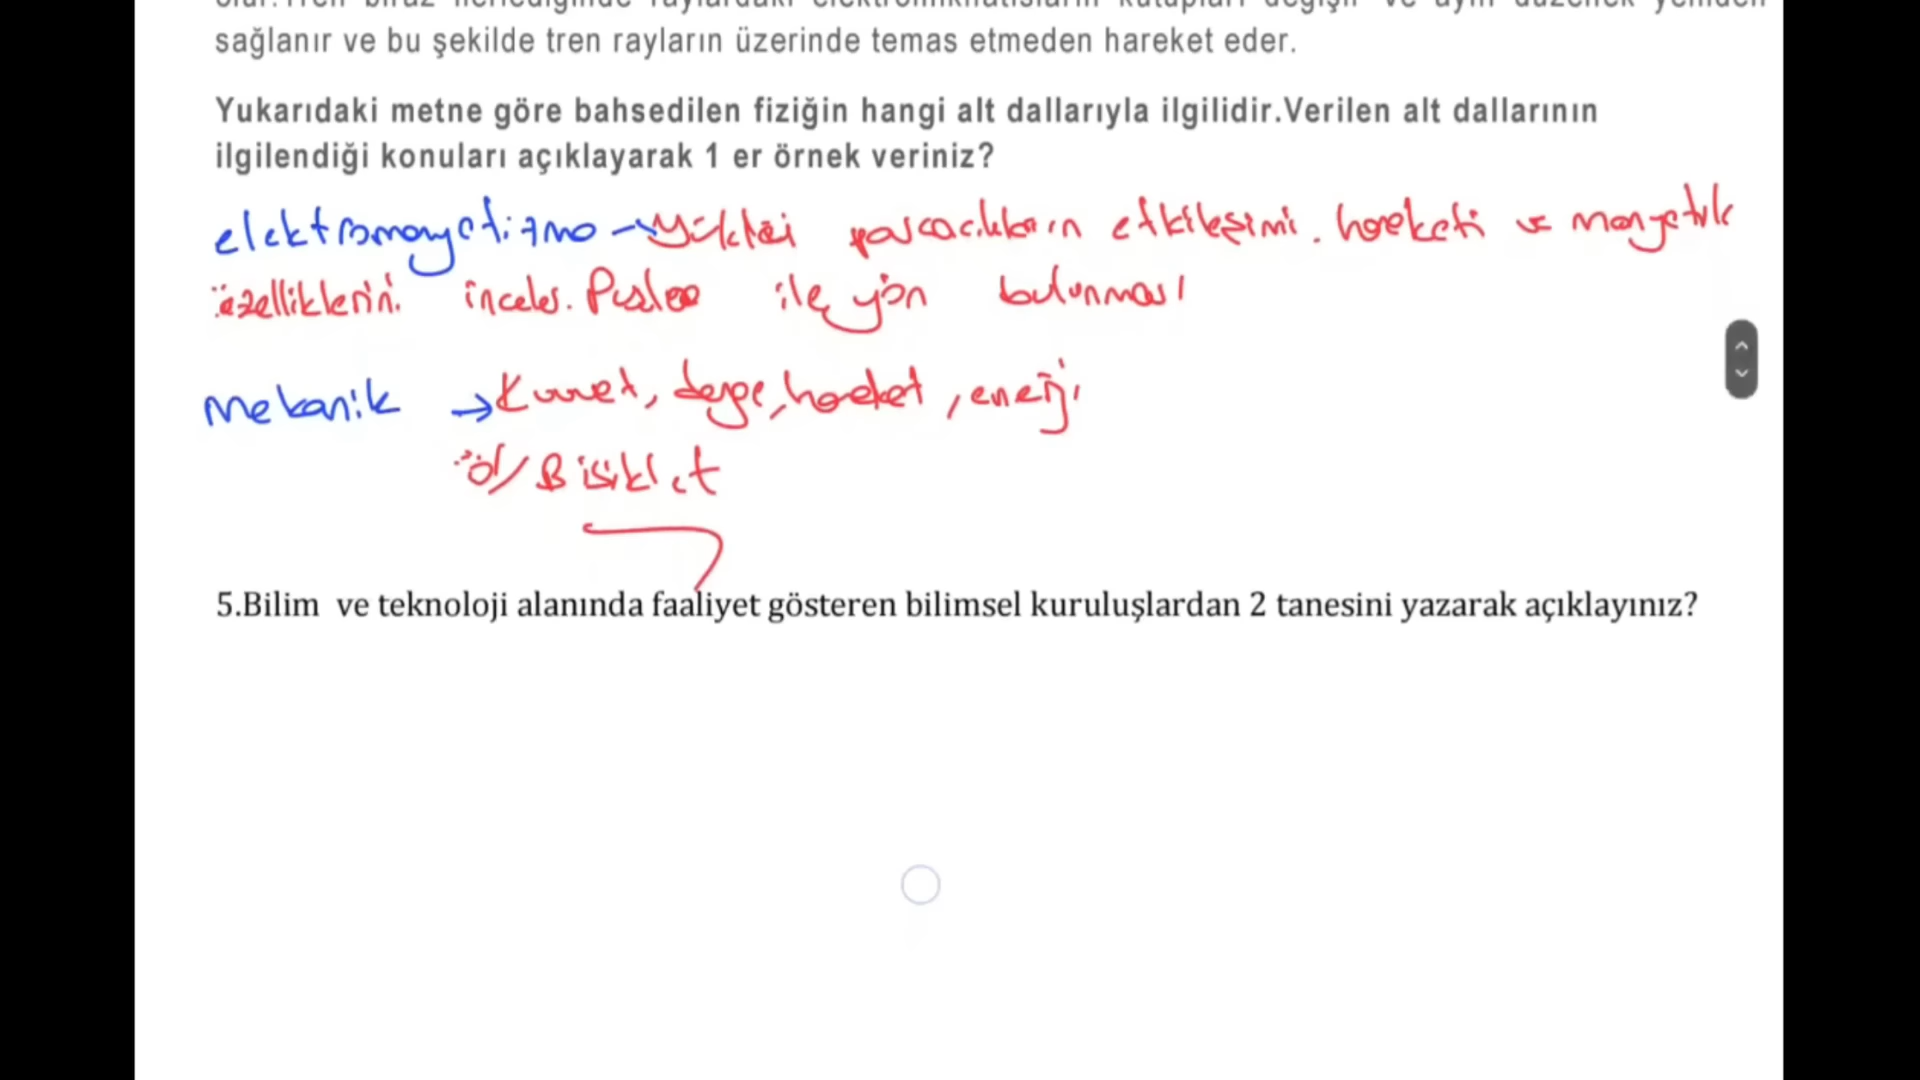 sağlanır ve bu şekilde tren rayların üzerinde temas etmeden hareket eder.
Yukarıdaki metne göre bahsedilen fiziğin hangi alt dallarıyla ilgilidir.Verilen alt dallarının
ilgilendiği konuları açıklayarak 1 er örnek veriniz?
elektromanyetizma → Yüklü parçacıkların etkileşimi. hareketi ve manyetik
özelliklerini inceler. Pusla ile yön bulunması
Mekanik → Kuvvet, denge, hareket, enerji
ö/ Bisiklet
5.Bilim ve teknoloji alanında faaliyet gösteren bilimsel kuruluşlardan 2 tanesini yazarak açıklayınız?